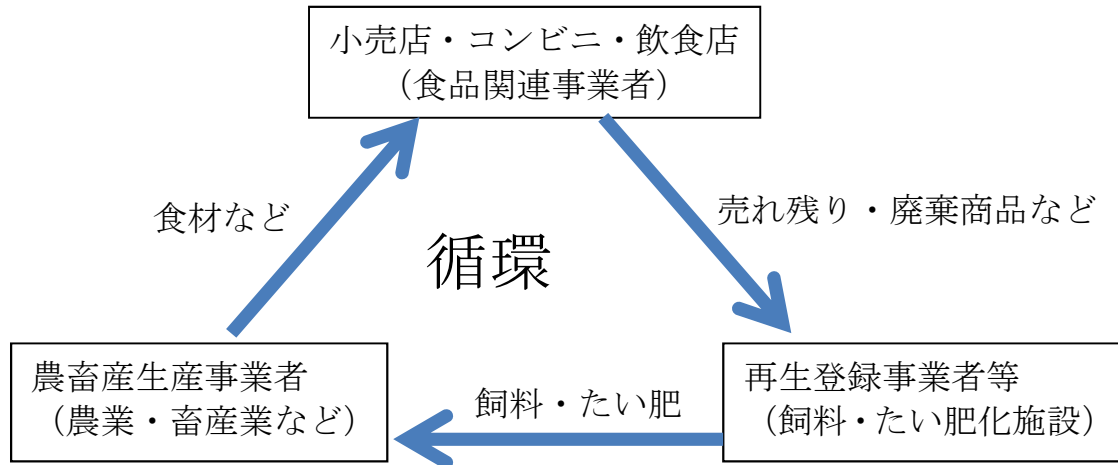 小売店・コンビニ・飲食店
(食品関連事業者)
食材など
売れ残り・廃棄商品など
循環
農畜産生産事業者
(農業・畜産業など)
飼料・たい肥
再生登録事業者等
(飼料・たい肥化施設)